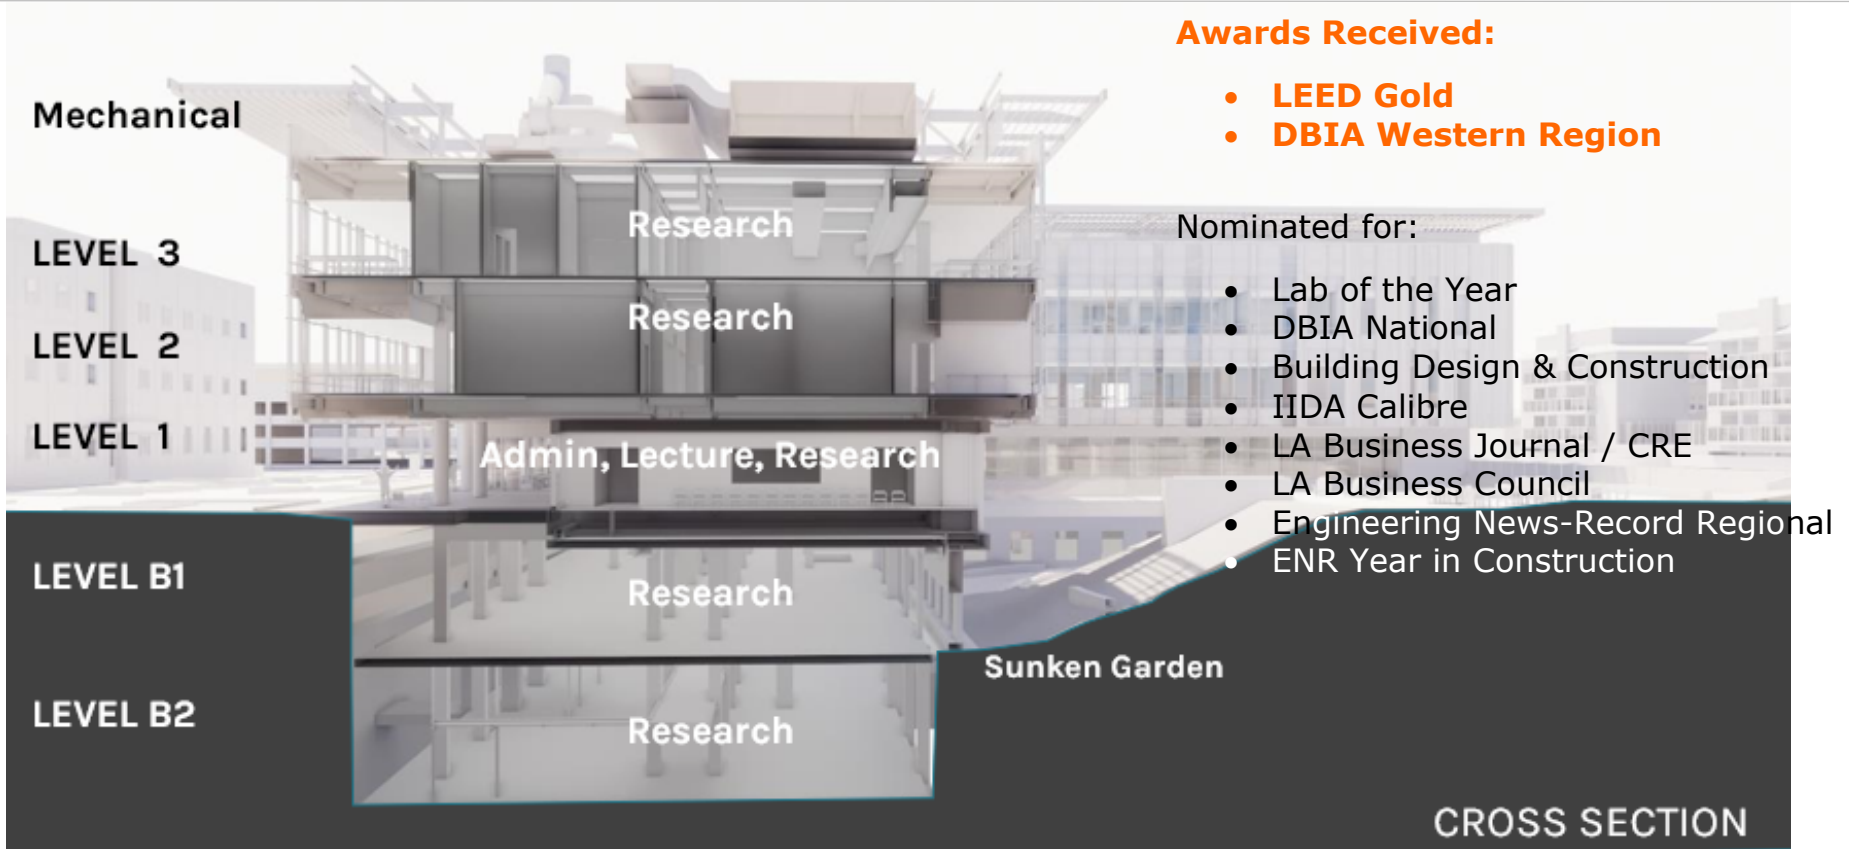 Awards Received:
• LEED Gold
• DBIA Western Region
Nominated for:
• Lab of the Year
• DBIA National
• Building Design & Construction
• IIDA Calibre
• LA Business Journal / CRE
• LA Business Council
• Engineering News-Record Regional
• ENR Year in Construction
Mechanical
LEVEL 3
Research
LEVEL 2
Research
LEVEL 1
Admin, Lecture, Research
LEVEL B1
Research
Sunken Garden
LEVEL B2
Research
CROSS SECTION